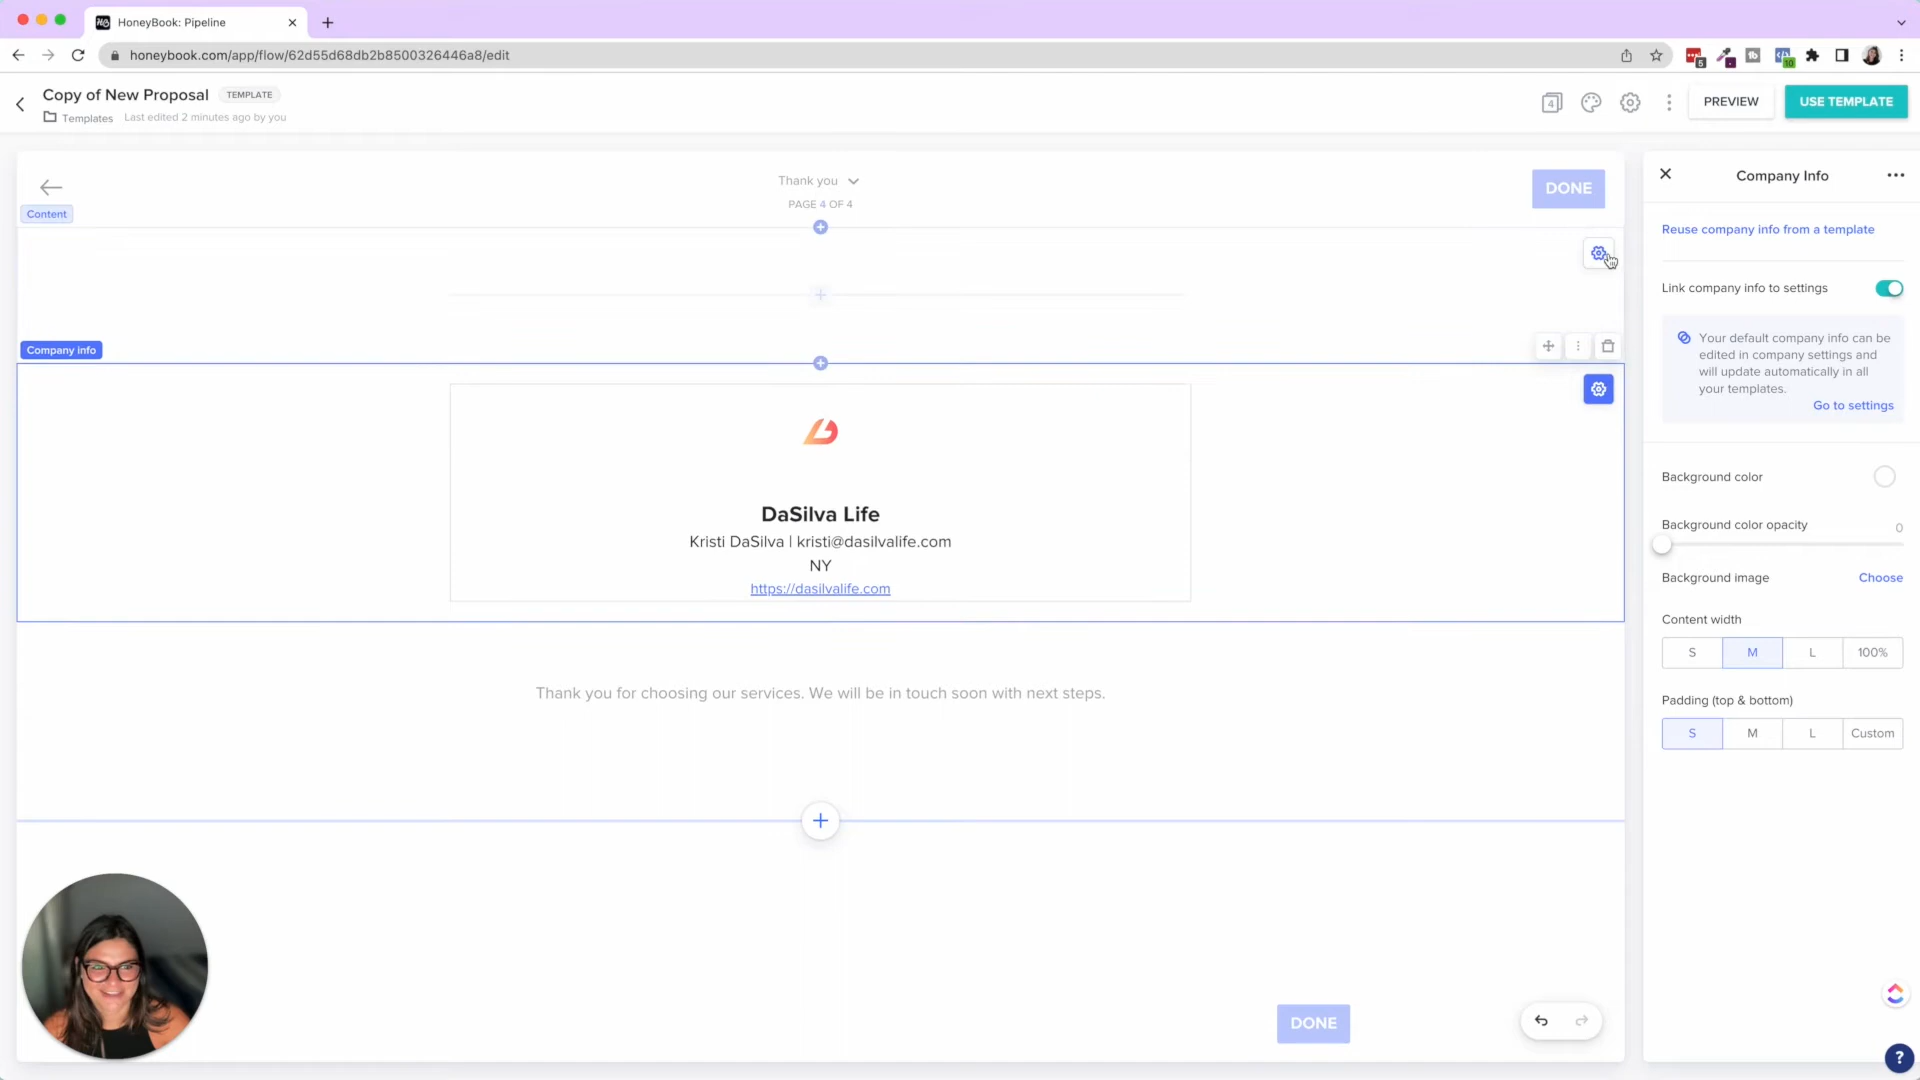 HoneyBook: Pipeline
honeybook.com/app/flow/62d55d68db2b8500326446a8/edit
5
10
Copy of New Proposal
TEMPLATE
Templates
Last edited 2 minutes ago by you
4
PREVIEW
USE TEMPLATE
Thank you
PAGE 4 OF 4
DONE
Content
Company info
DaSilva Life
Kristi DaSilva | kristi@dasilvalife.com
NY
https://dasilvalife.com
Thank you for choosing our services. We will be in touch soon with next steps.
DONE
Company Info
Reuse company info from a template
Link company info to settings
Your default company info can be
edited in company settings and
will update automatically in all
your templates.
Go to settings
Background color
Background color opacity
0
Background image
Choose
Content width
S
M
L
100%
Padding (top & bottom)
S
M
L
Custom
?